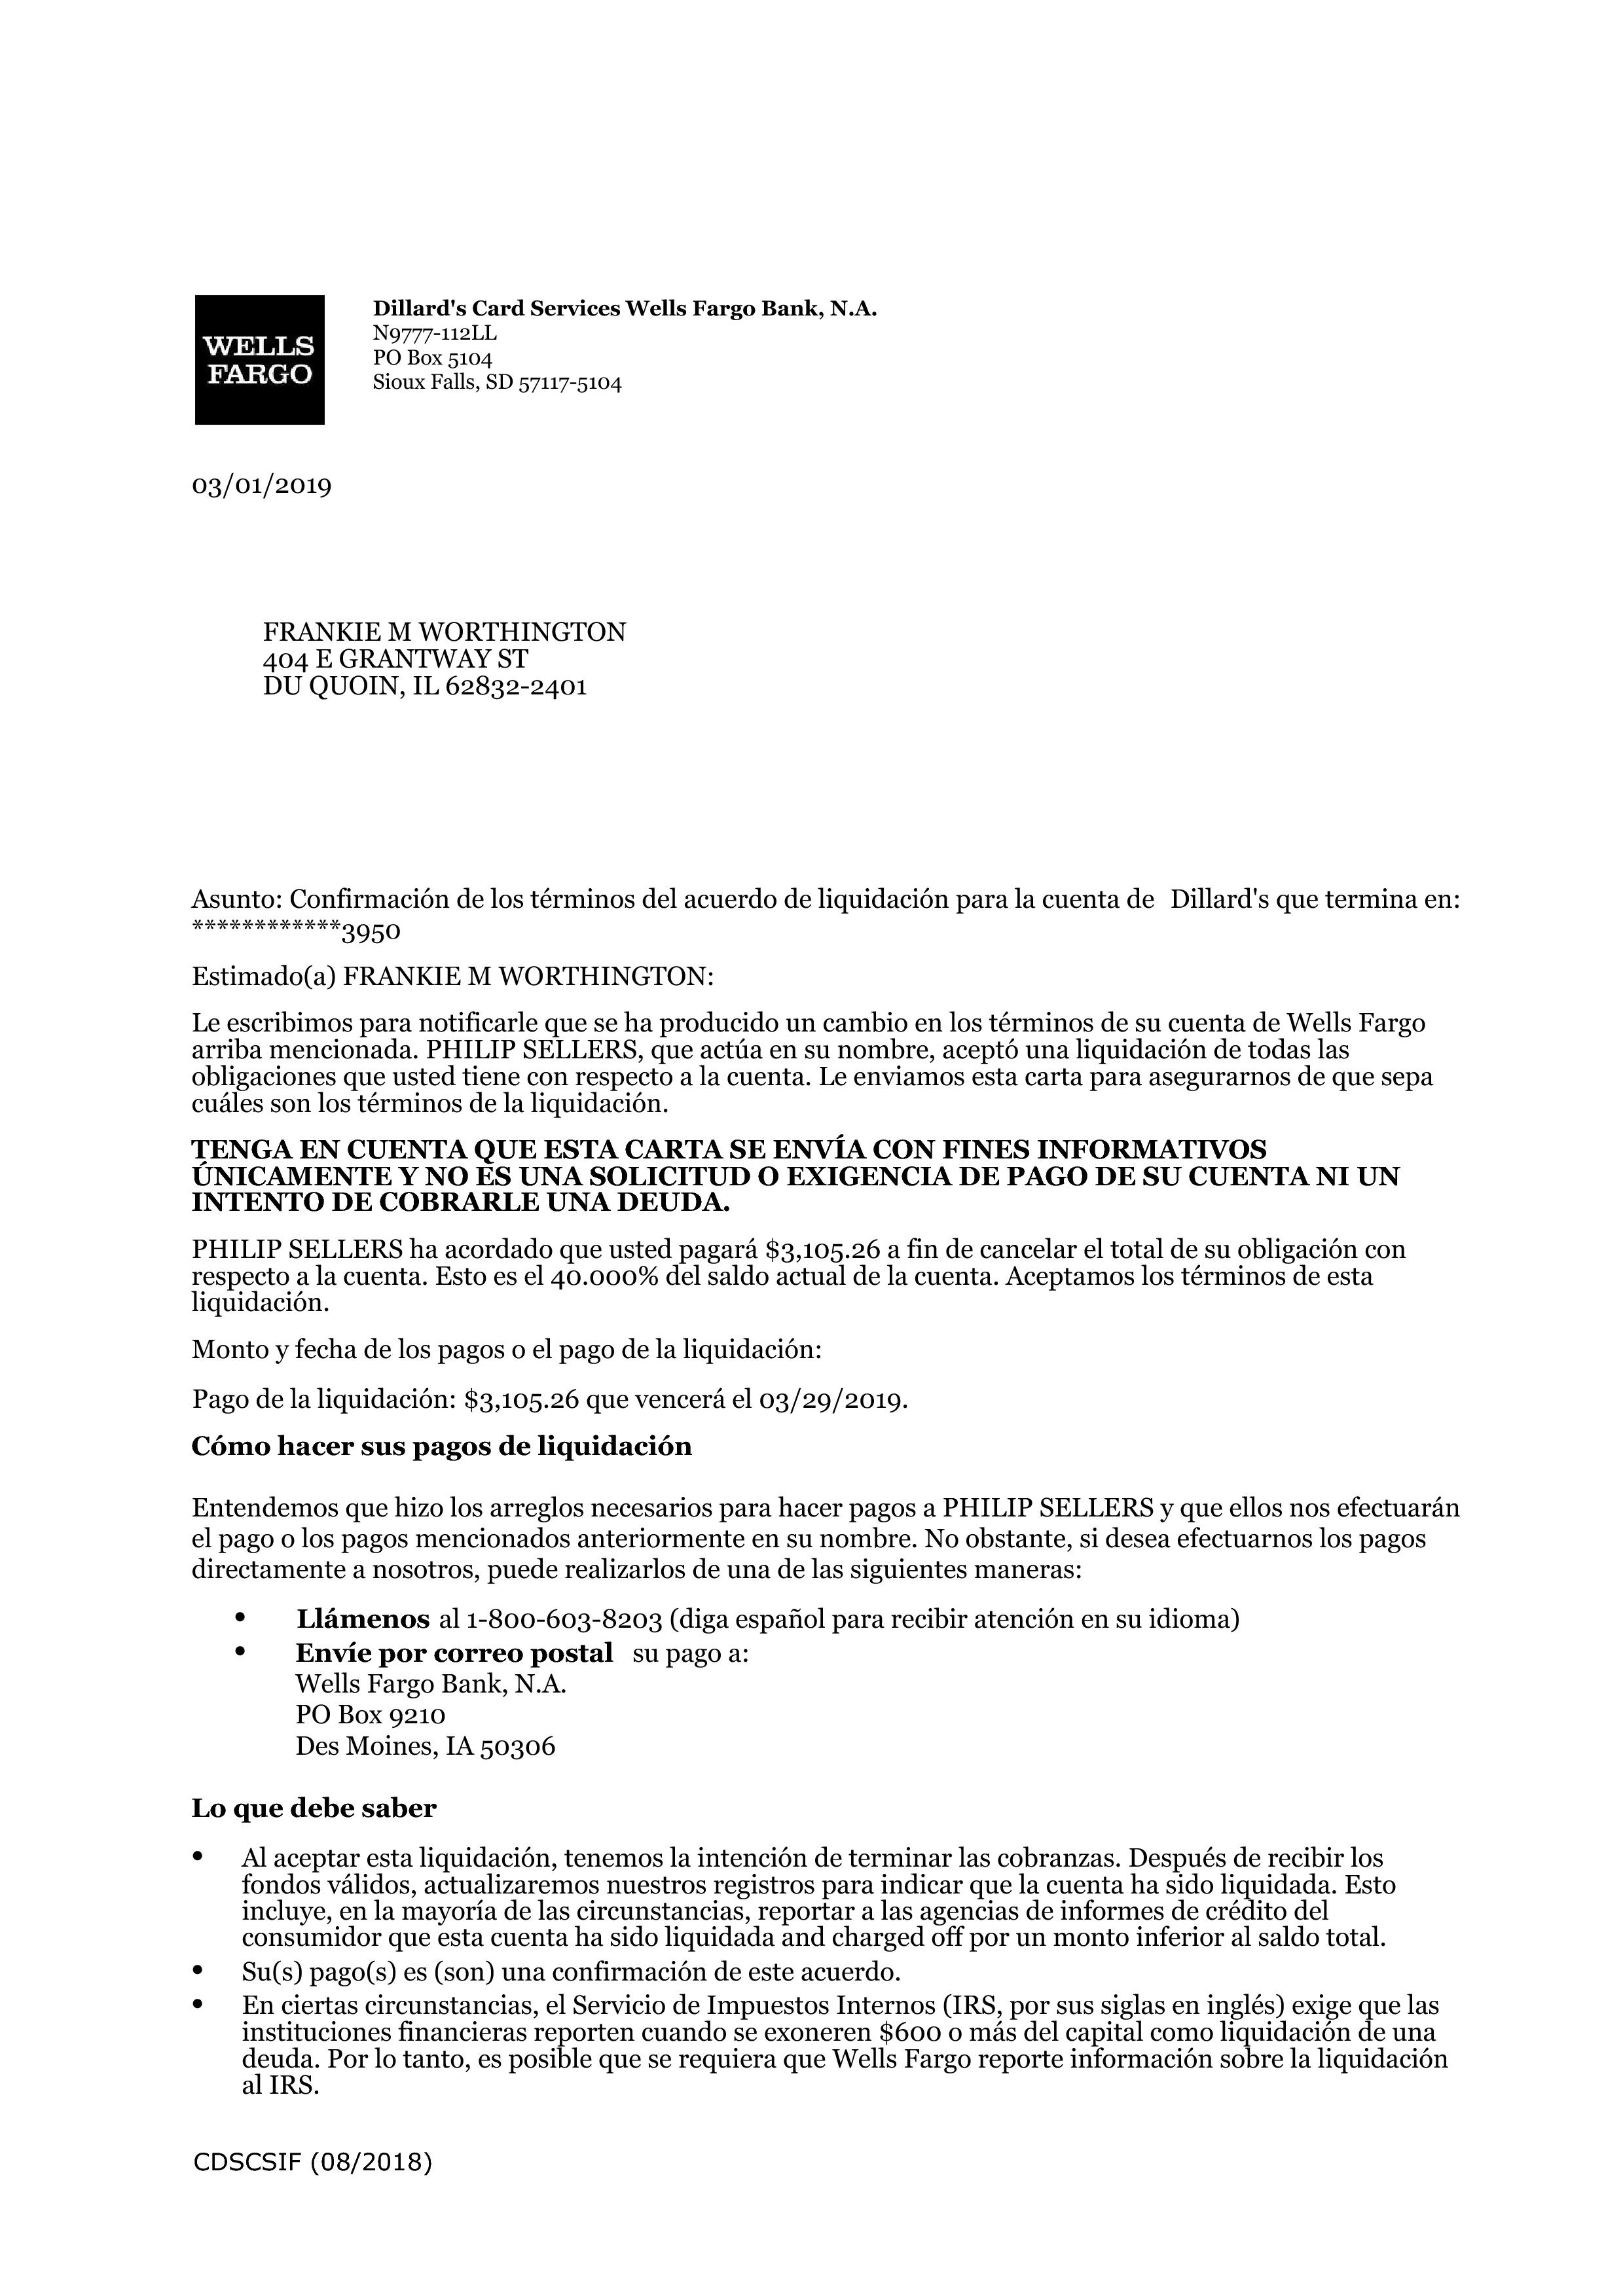 WELLS
FARGO
Dillard's Card Services Wells Fargo Bank, N.A.
N9777-112LL
PO Box 5104
Sioux Falls, SD 57117-5104
03/01/2019
FRANKIE M WORTHINGTON
404 E GRANTWAY ST
DU QUOIN, IL 62832-2401
Asunto: Confirmación de los términos del acuerdo de liquidación para la cuenta de Dillard's que termina en:
************3950
Estimado(a) FRANKIE M WORTHINGTON:
Le escribimos para notificarle que se ha producido un cambio en los términos de su cuenta de Wells Fargo
arriba mencionada. PHILIP SELLERS, que actúa en su nombre, aceptó una liquidación de todas las
obligaciones que usted tiene con respecto a la cuenta. Le enviamos esta carta para asegurarnos de que sepa
cuáles son los términos de la liquidación.
TENGA EN CUENTA QUE ESTA CARTA SE ENVÍA CON FINES INFORMATIVOS
ÚNICAMENTE Y NO ES UNA SOLICITUD O EXIGENCIA DE PAGO DE SU CUENTA NI UN
INTENTO DE COBRARLE UNA DEUDA.
PHILIP SELLERS ha acordado que usted pagará $3,105.26 a fin de cancelar el total de su obligación con
respecto a la cuenta. Esto es el 40.000% del saldo actual de la cuenta. Aceptamos los términos de esta
liquidación.
Monto y fecha de los pagos o el pago de la liquidación:
Pago de la liquidación: $3,105.26 que vencerá el 03/29/2019.
Cómo hacer sus pagos de liquidación
Entendemos que hizo los arreglos necesarios para hacer pagos a PHILIP SELLERS y que ellos nos efectuarán
el pago o los pagos mencionados anteriormente en su nombre. No obstante, si desea efectuarnos los pagos
directamente a nosotros, puede realizarlos de una de las siguientes maneras:
• Llámenos al 1-800-603-8203 (diga español para recibir atención en su idioma)
• Envíe por correo postal su pago a:
Wells Fargo Bank, N.A.
PO Box 9210
Des Moines, IA 50306
Lo que debe saber
• Al aceptar esta liquidación, tenemos la intención de terminar las cobranzas. Después de recibir los
fondos válidos, actualizaremos nuestros registros para indicar que la cuenta ha sido liquidada. Esto
incluye, en la mayoría de las circunstancias, reportar a las agencias de informes de crédito del
consumidor que esta cuenta ha sido liquidada and charged off por un monto inferior al saldo total.
• Su(s) pago(s) es (son) una confirmación de este acuerdo.
• En ciertas circunstancias, el Servicio de Impuestos Internos (IRS, por sus siglas en inglés) exige que las
instituciones financieras reporten cuando se exoneren $600 o más del capital como liquidación de una
deuda. Por lo tanto, es posible que se requiera que Wells Fargo reporte información sobre la liquidación
al IRS.
CDSCSIF (08/2018)